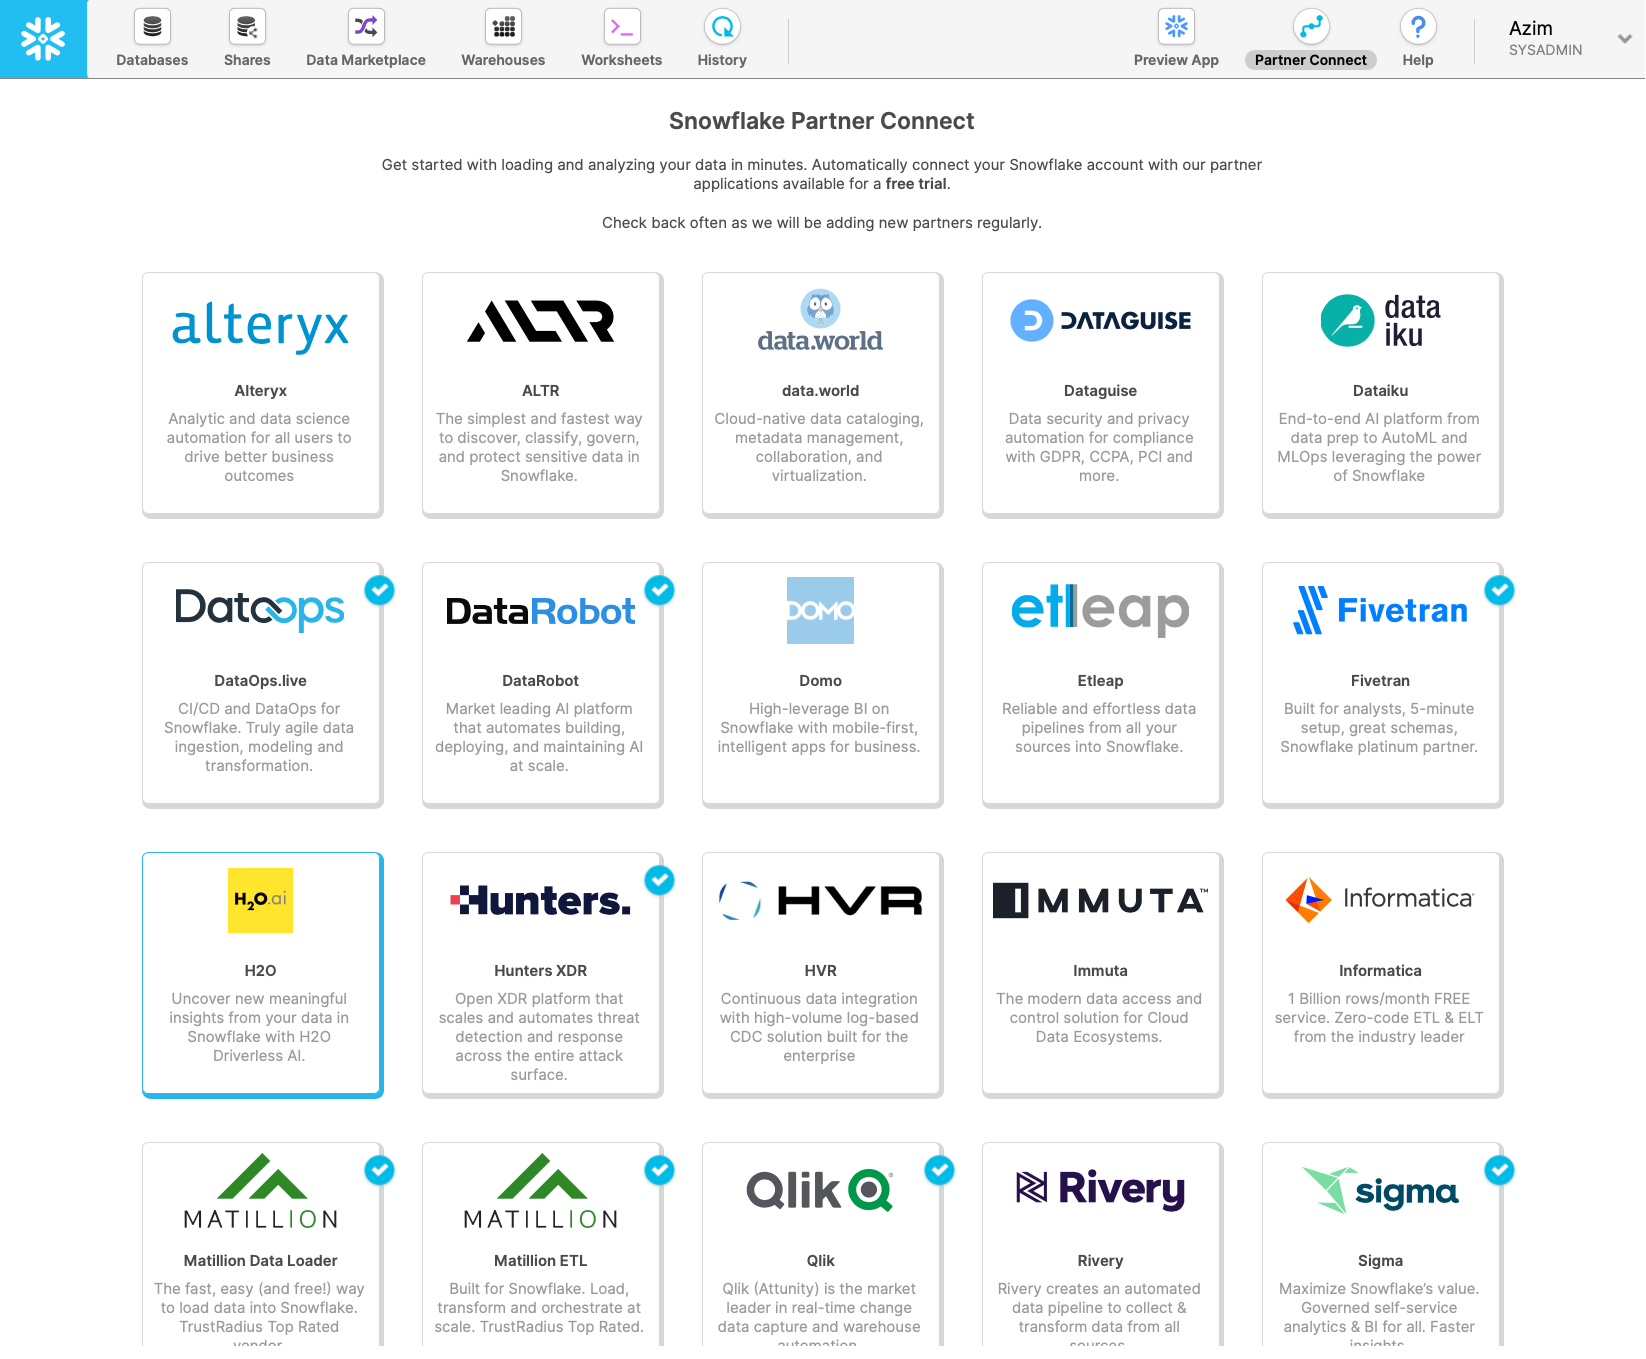 Databases
Shares
Data Marketplace
Warehouses
Worksheets
History
Preview App
Partner Connect
Help
Azim
SYSADMIN
Snowflake Partner Connect
Get started with loading and analyzing your data in minutes. Automatically connect your Snowflake account with our partner
applications available for a free trial.
Check back often as we will be adding new partners regularly.
alteryx
Alteryx
Analytic and data science
automation for all users to
drive better business
outcomes
ALTR
ALTR
The simplest and fastest way
to discover, classify, govern,
and protect sensitive data in
Snowflake.
data.world
data.world
Cloud-native data cataloging,
metadata management,
collaboration, and
virtualization.
DATAGUISE
Dataguise
Data security and privacy
automation for compliance
with GDPR, CCPA, PCI and
more.
data
iku
Dataiku
End-to-end AI platform from
data prep to AutoML and
MLOps leveraging the power
of Snowflake
Dataops
DataOps.live
CI/CD and DataOps for
Snowflake. Truly agile data
ingestion, modeling and
transformation.
DataRobot
DataRobot
Market leading AI platform
that automates building,
deploying, and maintaining AI
at scale.
DOMO
Domo
High-leverage BI on
Snowflake with mobile-first,
intelligent apps for business.
etleap
Etleap
Reliable and effortless data
pipelines from all your
sources into Snowflake.
Fivetran
Fivetran
Built for analysts, 5-minute
setup, great schemas,
Snowflake platinum partner.
H2O.ai
H2O
Uncover new meaningful
insights from your data in
Snowflake with H2O
Driverless AI.
Hunters.
Hunters XDR
Open XDR platform that
scales and automates threat
detection and response
across the entire attack
surface.
HVR
HVR
Continuous data integration
with high-volume log-based
CDC solution built for the
enterprise
IMMUTA™
Immuta
The modern data access and
control solution for Cloud
Data Ecosystems.
Informatica
Informatica
1 Billion rows/month FREE
service. Zero-code ETL & ELT
from the industry leader
MATILLION
Matillion Data Loader
The fast, easy (and free!) way
to load data into Snowflake.
TrustRadius Top Rated
vendor.
MATILLION
Matillion ETL
Built for Snowflake. Load,
transform and orchestrate at
scale. TrustRadius Top Rated.
Qlik
Qlik
Qlik (Attunity) is the market
leader in real-time change
data capture and warehouse
automation.
Rivery
Rivery
Rivery creates an automated
data pipeline to collect &
transform data from all
sources
sigma
Sigma
Maximize Snowflake's value.
Governed self-service
analytics & BI for all. Faster
insights.